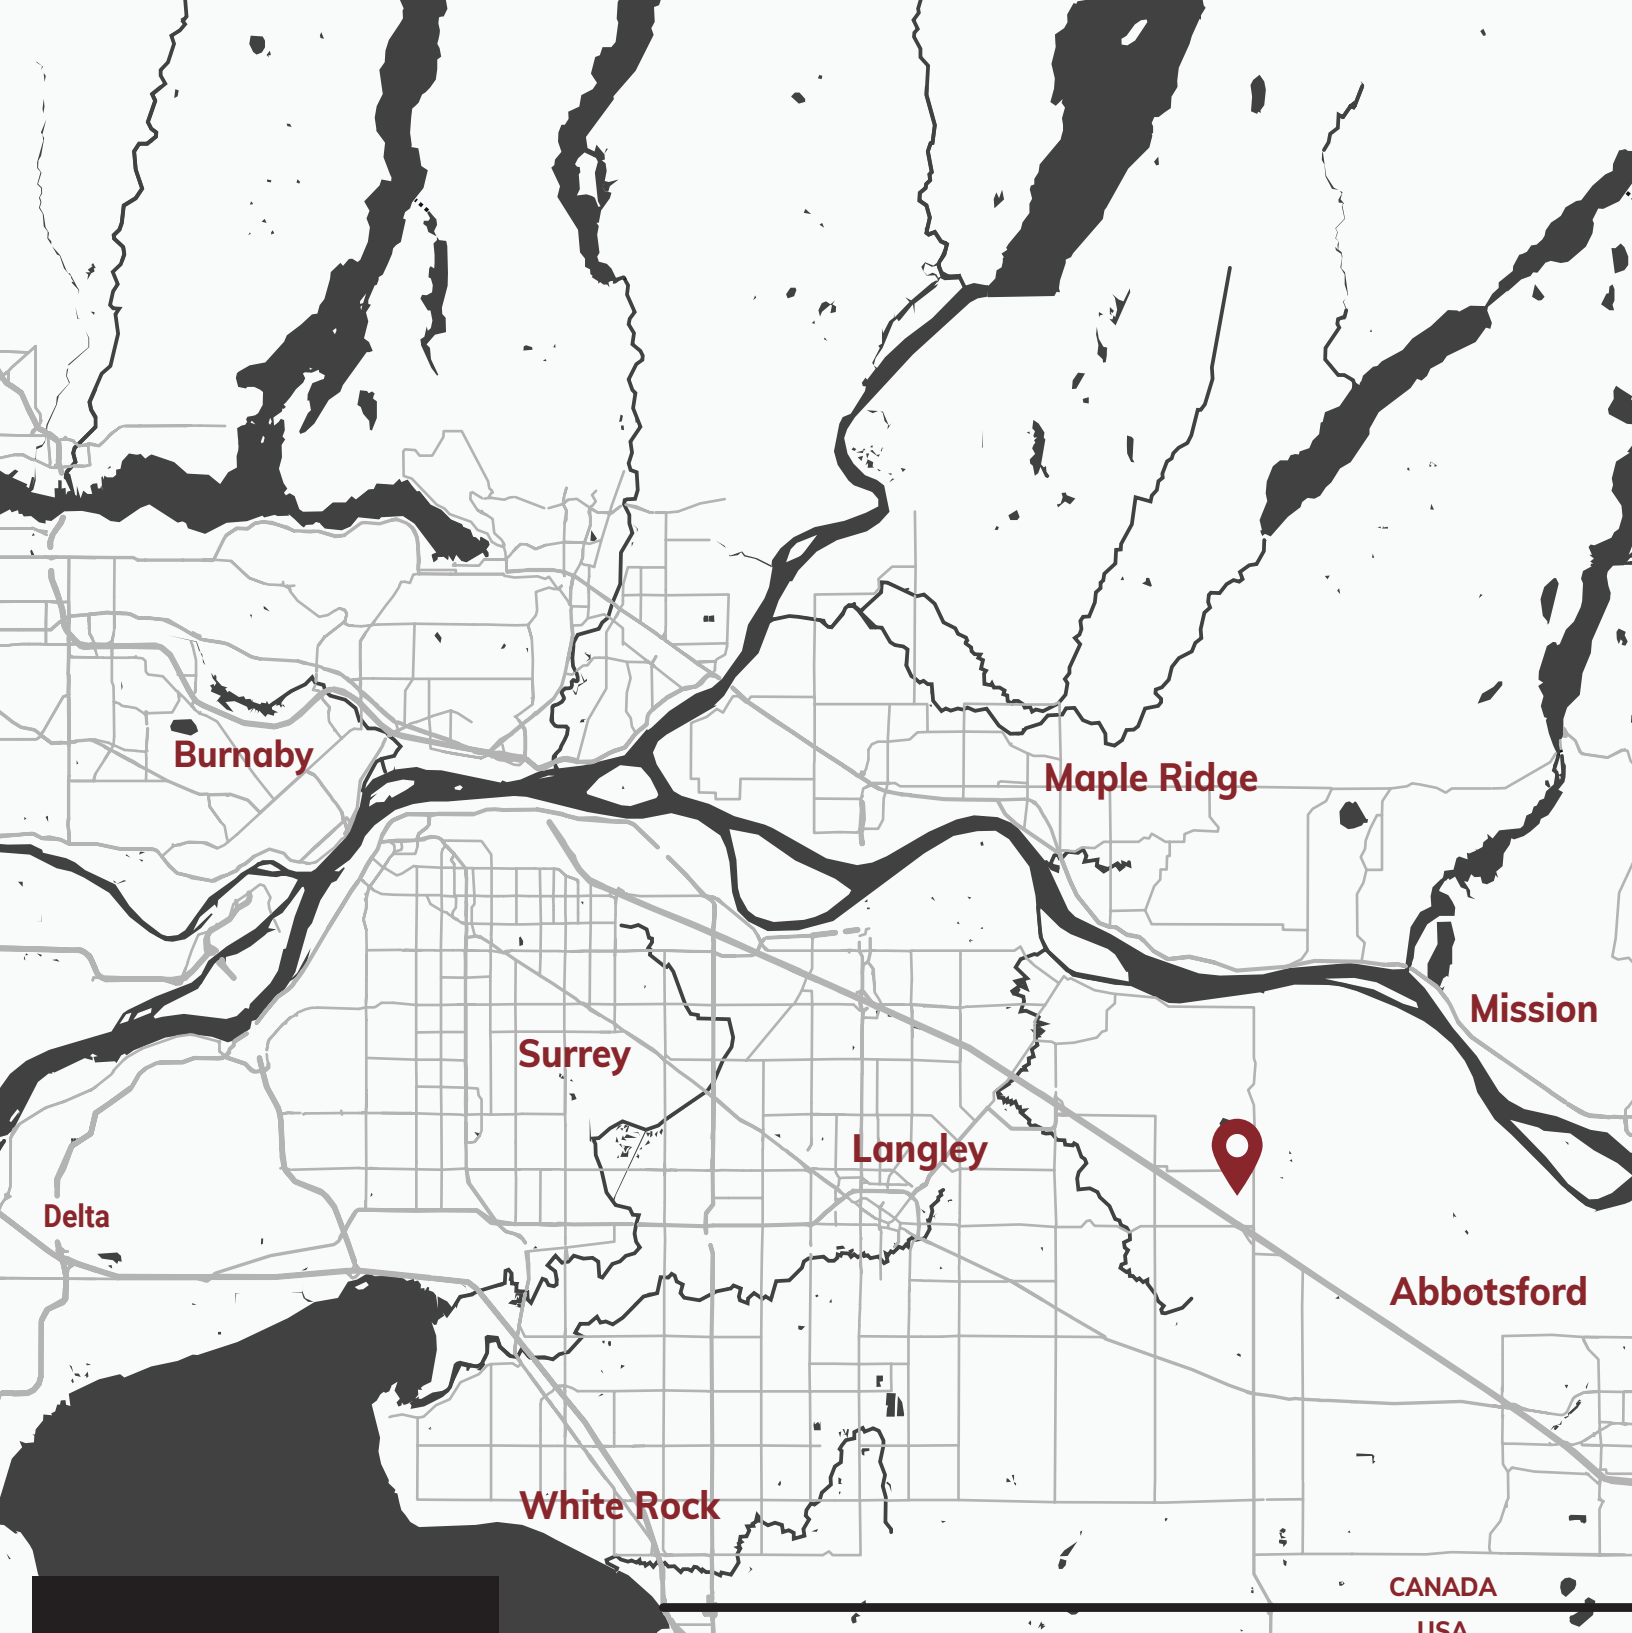 Burnaby
Maple Ridge
Mission
Surrey
Langley
Delta
Abbotsford
White Rock
CANADA
USA